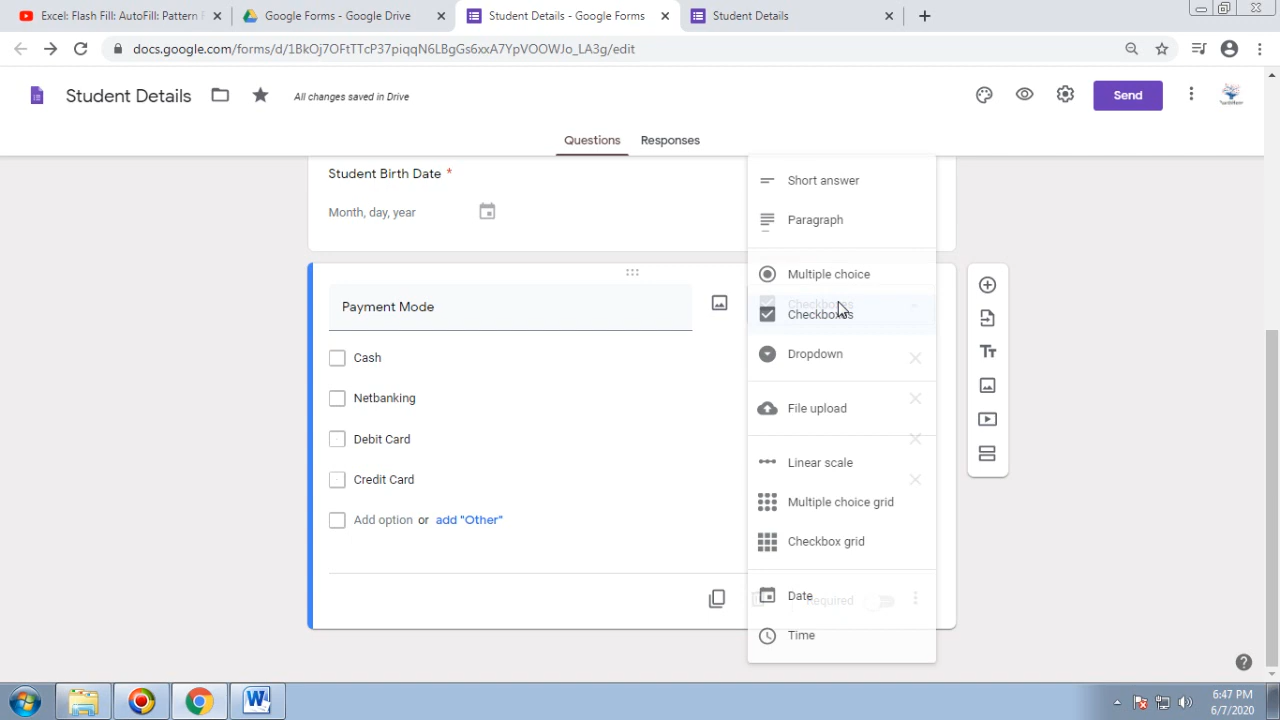 Excel: Flash Fill: AutoFill: Pattern F
Google Forms - Google Drive
Student Details - Google Forms
Student Details
docs.google.com/forms/d/1BkOj7OFtTTcP37piqqN6LBgGs6xxA7YpVOOWJo_LA3g/edit
Student Details
All changes saved in Drive
Send
Questions
Responses
Student Birth Date *
Month, day, year
Payment Mode
Cash
Netbanking
Debit Card
Credit Card
Add option or add "Other"
Short answer
Paragraph
Multiple choice
Checkboxes
Checkboxes
Dropdown
File upload
Linear scale
Multiple choice grid
Checkbox grid
Date
Required
Time
6:47 PM
6/7/2020